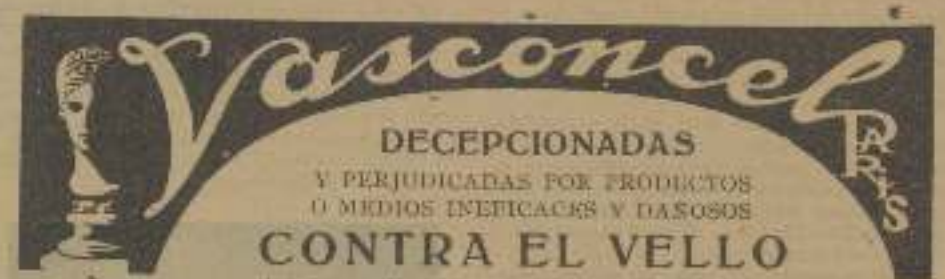 Vasconcel
PARIS
DECEPCIONADAS
Y PERJUDICADAS POR PRODUCTOS
O MEDIOS INEFICACES Y DAÑOSOS
CONTRA EL VELLO